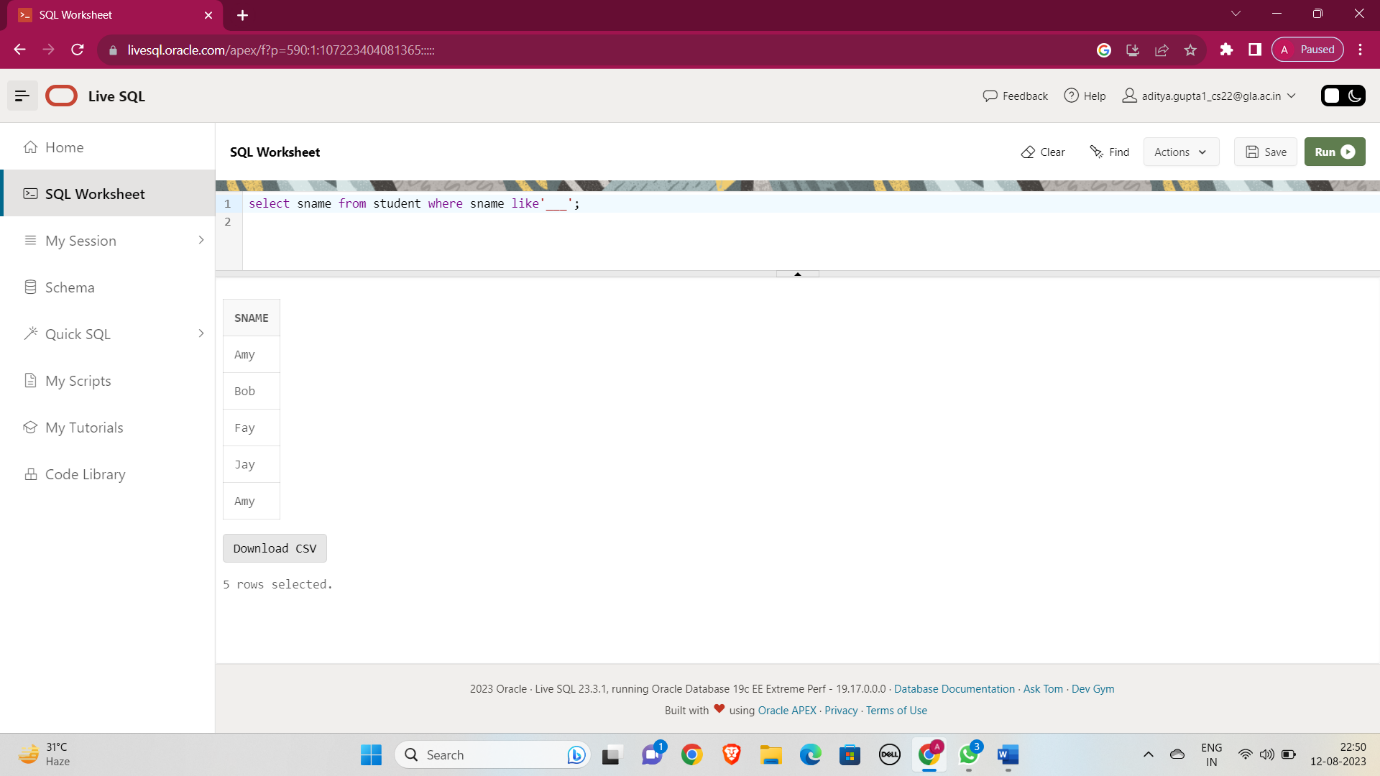 SQL Worksheet
livesql.oracle.com/apex/f?p=590:1:107223404081365:::::
A Paused
Live SQL
Feedback Help aditya.gupta1_cs22@gla.ac.in
Home
SQL Worksheet
My Session
Schema
Quick SQL
My Scripts
My Tutorials
Code Library
SQL Worksheet
Clear Find Actions Save Run
1 select sname from student where sname like'___';
2
SNAME
Amy
Bob
Fay
Jay
Amy
Download CSV
5 rows selected.
2023 Oracle · Live SQL 23.3.1, running Oracle Database 19c EE Extreme Perf - 19.17.0.0.0 · Database Documentation · Ask Tom · Dev Gym
Built with ❤ using Oracle APEX · Privacy · Terms of Use
31°C
Haze
Search
1
DELL
A
3
W
ENG
IN
22:50
12-08-2023